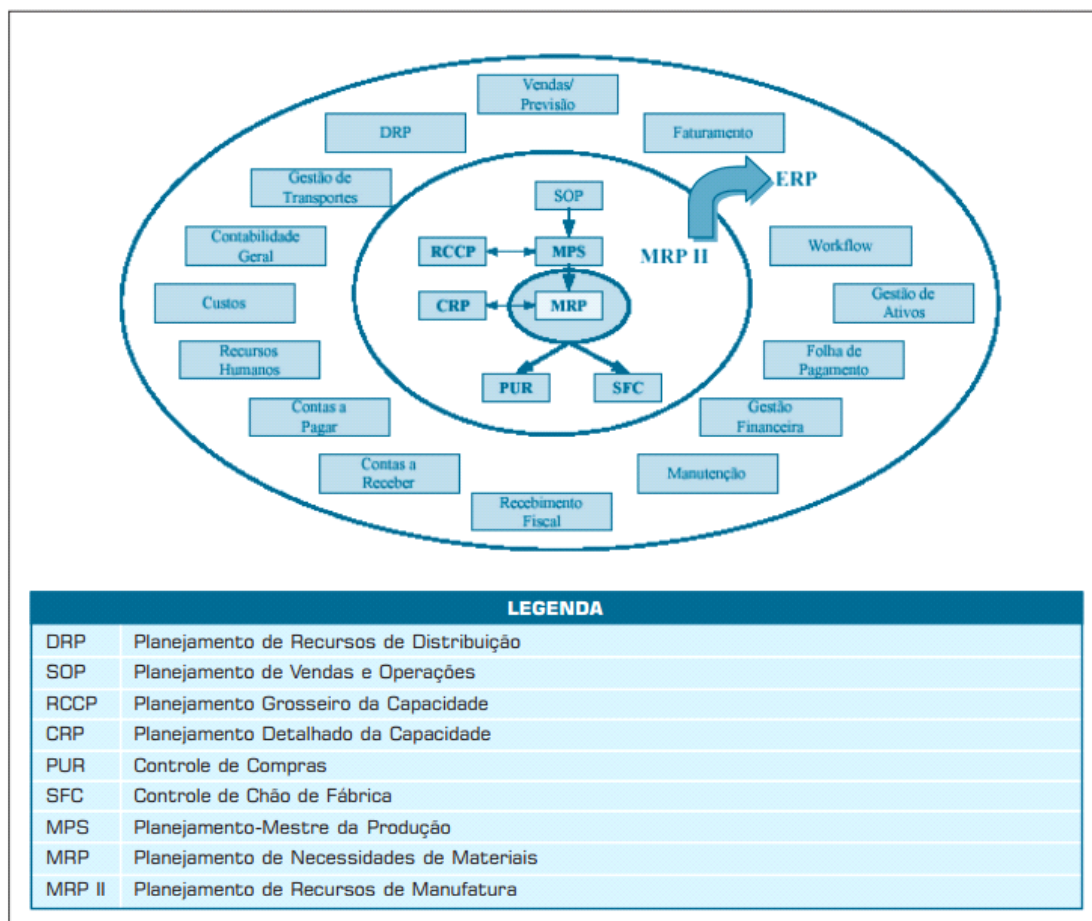 Vendas/
Previsão
DRP
Faturamento
Gestão de
Transportes
SOP
ERP
Contabilidade
Geral
RCCP
MPS
MRP II
Workflow
Custos
CRP
MRP
Gestão de
Ativos
Recursos
Humanos
Folha de
Pagamento
PUR
SFC
Contas a
Pagar
Gestão
Financeira
Contas a
Receber
Manutenção
Recebimento
Fiscal
LEGENDA
DRP Planejamento de Recursos de Distribuição
SOP Planejamento de Vendas e Operações
RCCP Planejamento Grosseiro da Capacidade
CRP Planejamento Detalhado da Capacidade
PUR Controle de Compras
SFC Controle de Chão de Fábrica
MPS Planejamento-Mestre da Produção
MRP Planejamento de Necessidades de Materiais
MRP II Planejamento de Recursos de Manufatura